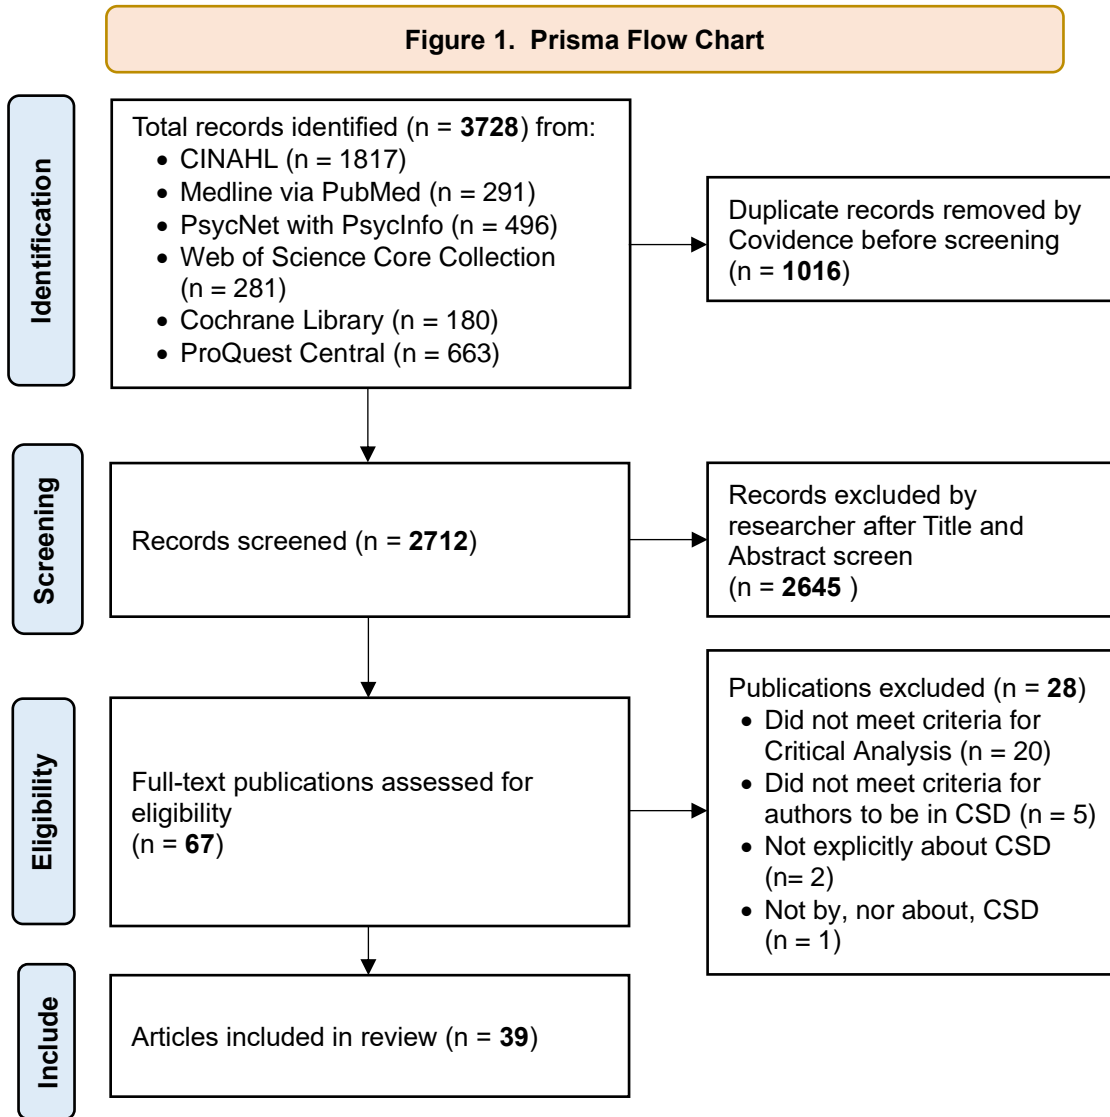 Figure 1.  Prisma Flow Chart
Identification
Total records identified (n = 3728) from:
• CINAHL (n = 1817)
• Medline via PubMed (n = 291)
• PsycNet with PsycInfo (n = 496)
• Web of Science Core Collection
(n = 281)
• Cochrane Library (n = 180)
• ProQuest Central (n = 663)
Duplicate records removed by
Covidence before screening
(n = 1016)
Screening
Records screened (n = 2712)
Records excluded by
researcher after Title and
Abstract screen
(n = 2645 )
Eligibility
Full-text publications assessed for
eligibility
(n = 67)
Publications excluded (n = 28)
• Did not meet criteria for
Critical Analysis (n = 20)
• Did not meet criteria for
authors to be in CSD (n = 5)
• Not explicitly about CSD
(n= 2)
• Not by, nor about, CSD
(n = 1)
Include
Articles included in review (n = 39)